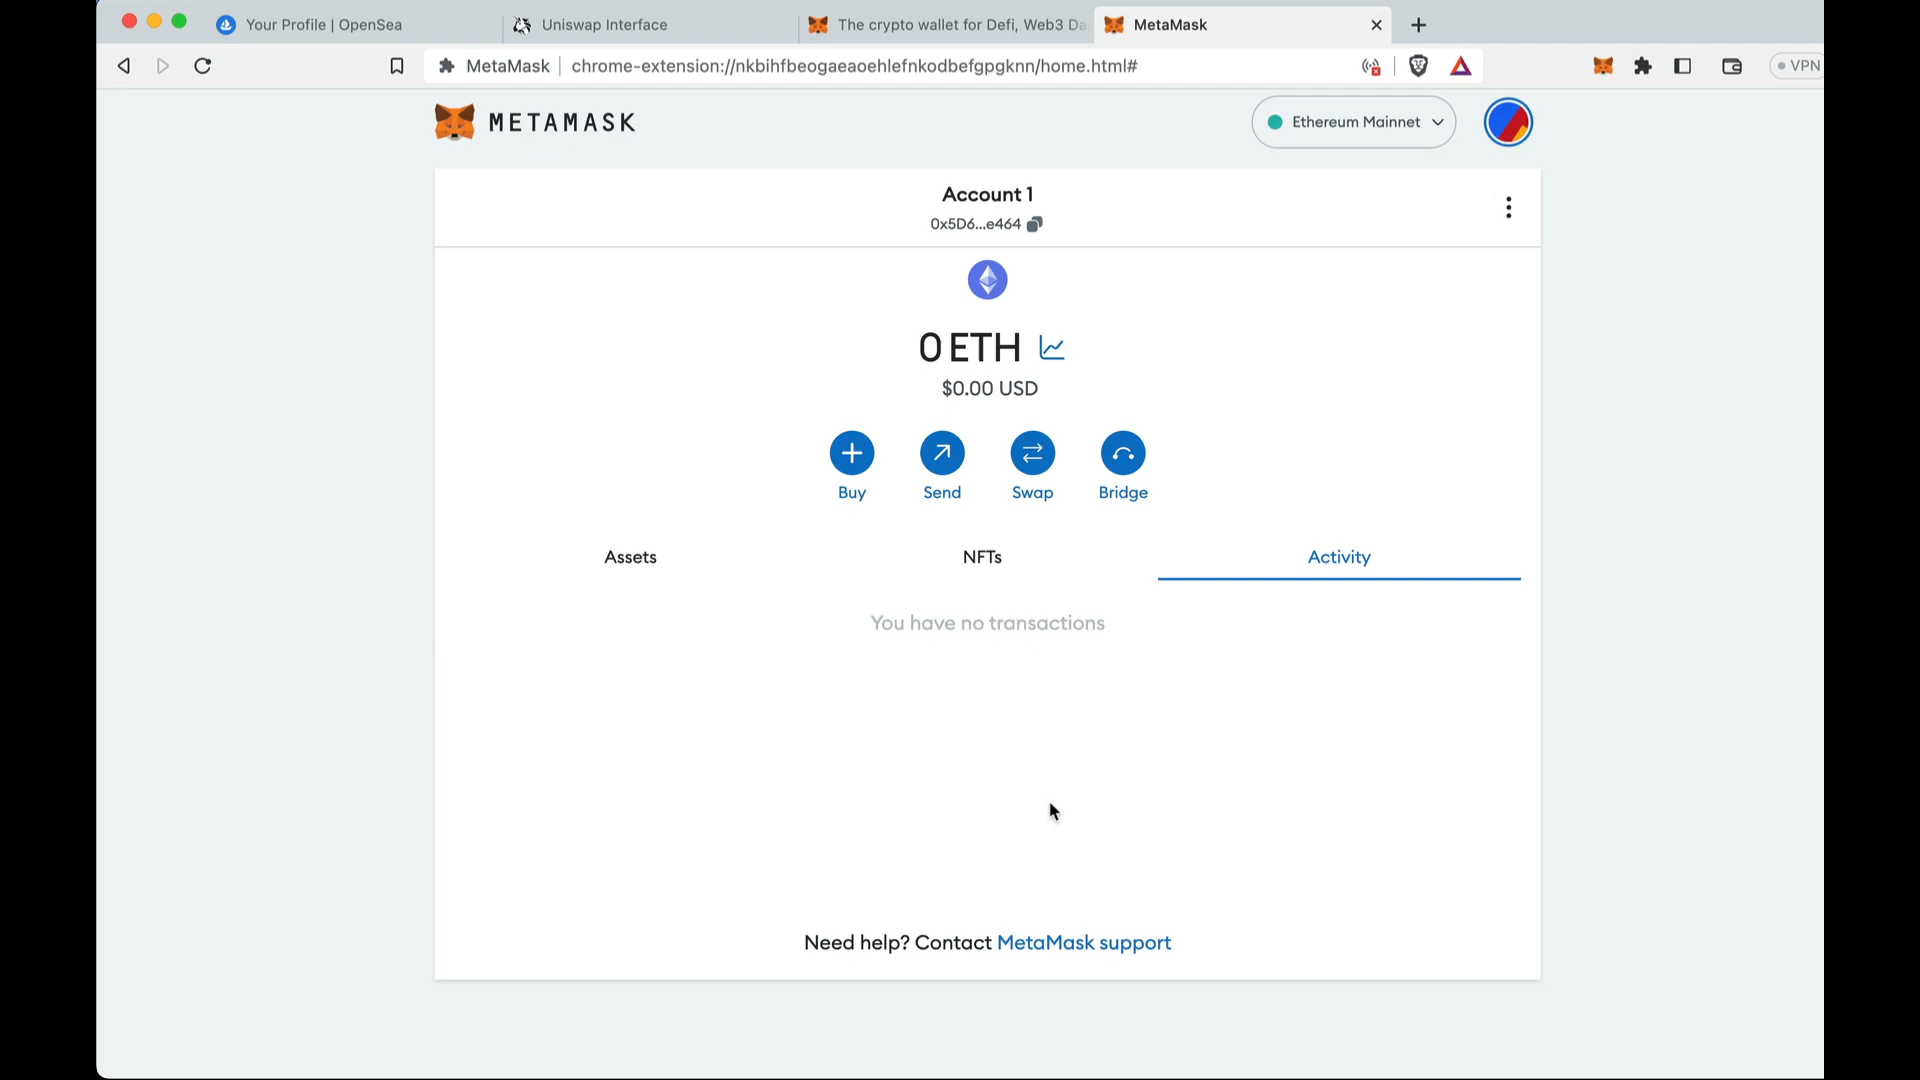 Your Profile | OpenSea
Uniswap Interface
The crypto wallet for Defi, Web3 Da
MetaMask
MetaMask
chrome-extension://nkbihfbeogaeaoehlefnkodbefgpgknn/home.html#
VPN
METAMASK
Ethereum Mainnet
Account 1
0x5D6...e464
0 ETH
$0.00 USD
Buy
Send
Swap
Bridge
Assets
NFTs
Activity
You have no transactions
Need help? Contact MetaMask support